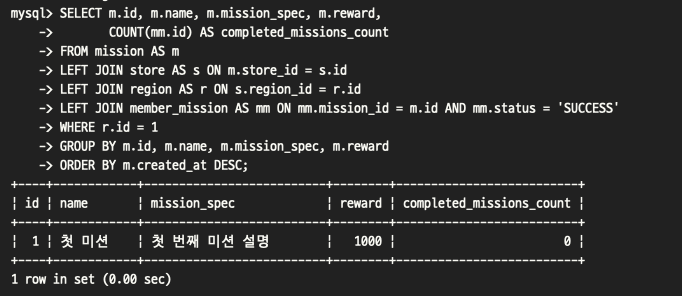 mysql> SELECT m.id, m.name, m.mission_spec, m.reward,
    ->        COUNT(mm.id) AS completed_missions_count
    -> FROM mission AS m
    -> LEFT JOIN store AS s ON m.store_id = s.id
    -> LEFT JOIN region AS r ON s.region_id = r.id
    -> LEFT JOIN member_mission AS mm ON mm.mission_id = m.id AND mm.status = 'SUCCESS'
    -> WHERE r.id = 1
    -> GROUP BY m.id, m.name, m.mission_spec, m.reward
    -> ORDER BY m.created_at DESC;
+----+------------+-------------------------+--------+--------------------------+
| id | name       | mission_spec            | reward | completed_missions_count |
+----+------------+-------------------------+--------+--------------------------+
|  1 | 첫 미션    | 첫 번째 미션 설명       |   1000 |                        0 |
+----+------------+-------------------------+--------+--------------------------+
1 row in set (0.00 sec)